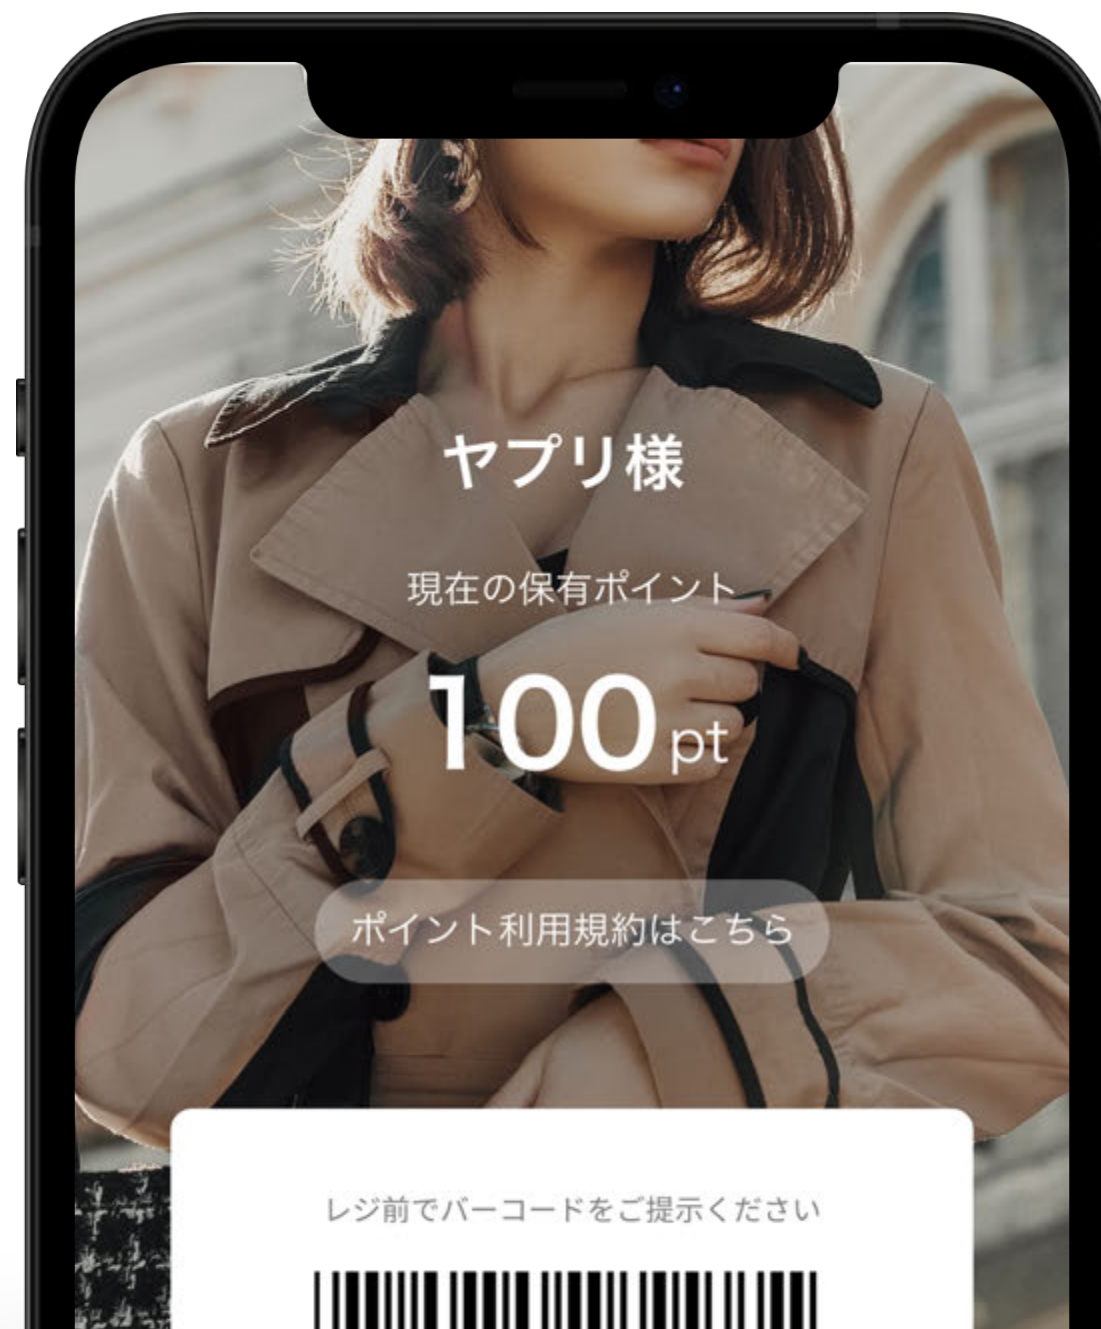 ヤプリ様
現在の保有ポイント
100pt
ポイント利用規約はこちら
レジ前でバーコードをご提示ください